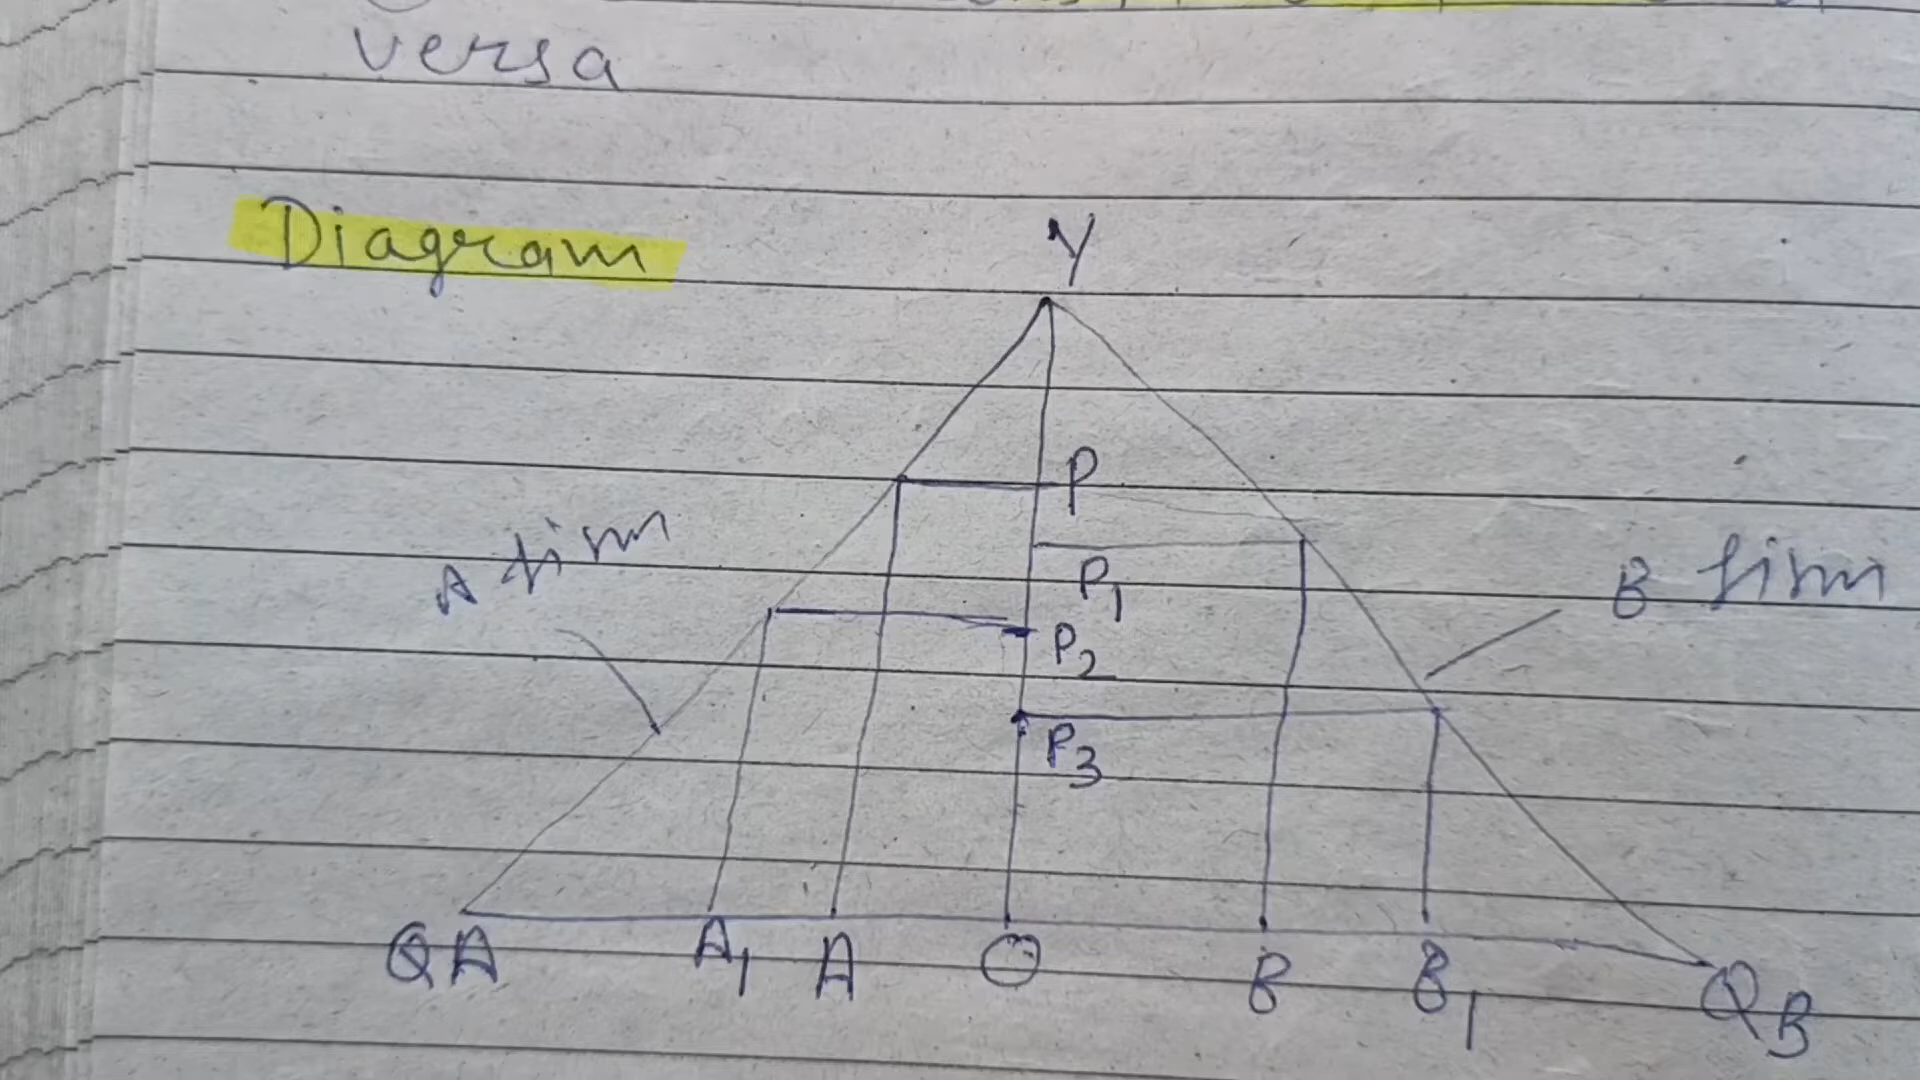 versa
Diagram
Y
P
A firm
P1
B firm
P2
P3
QA A1 A O B B1 QB